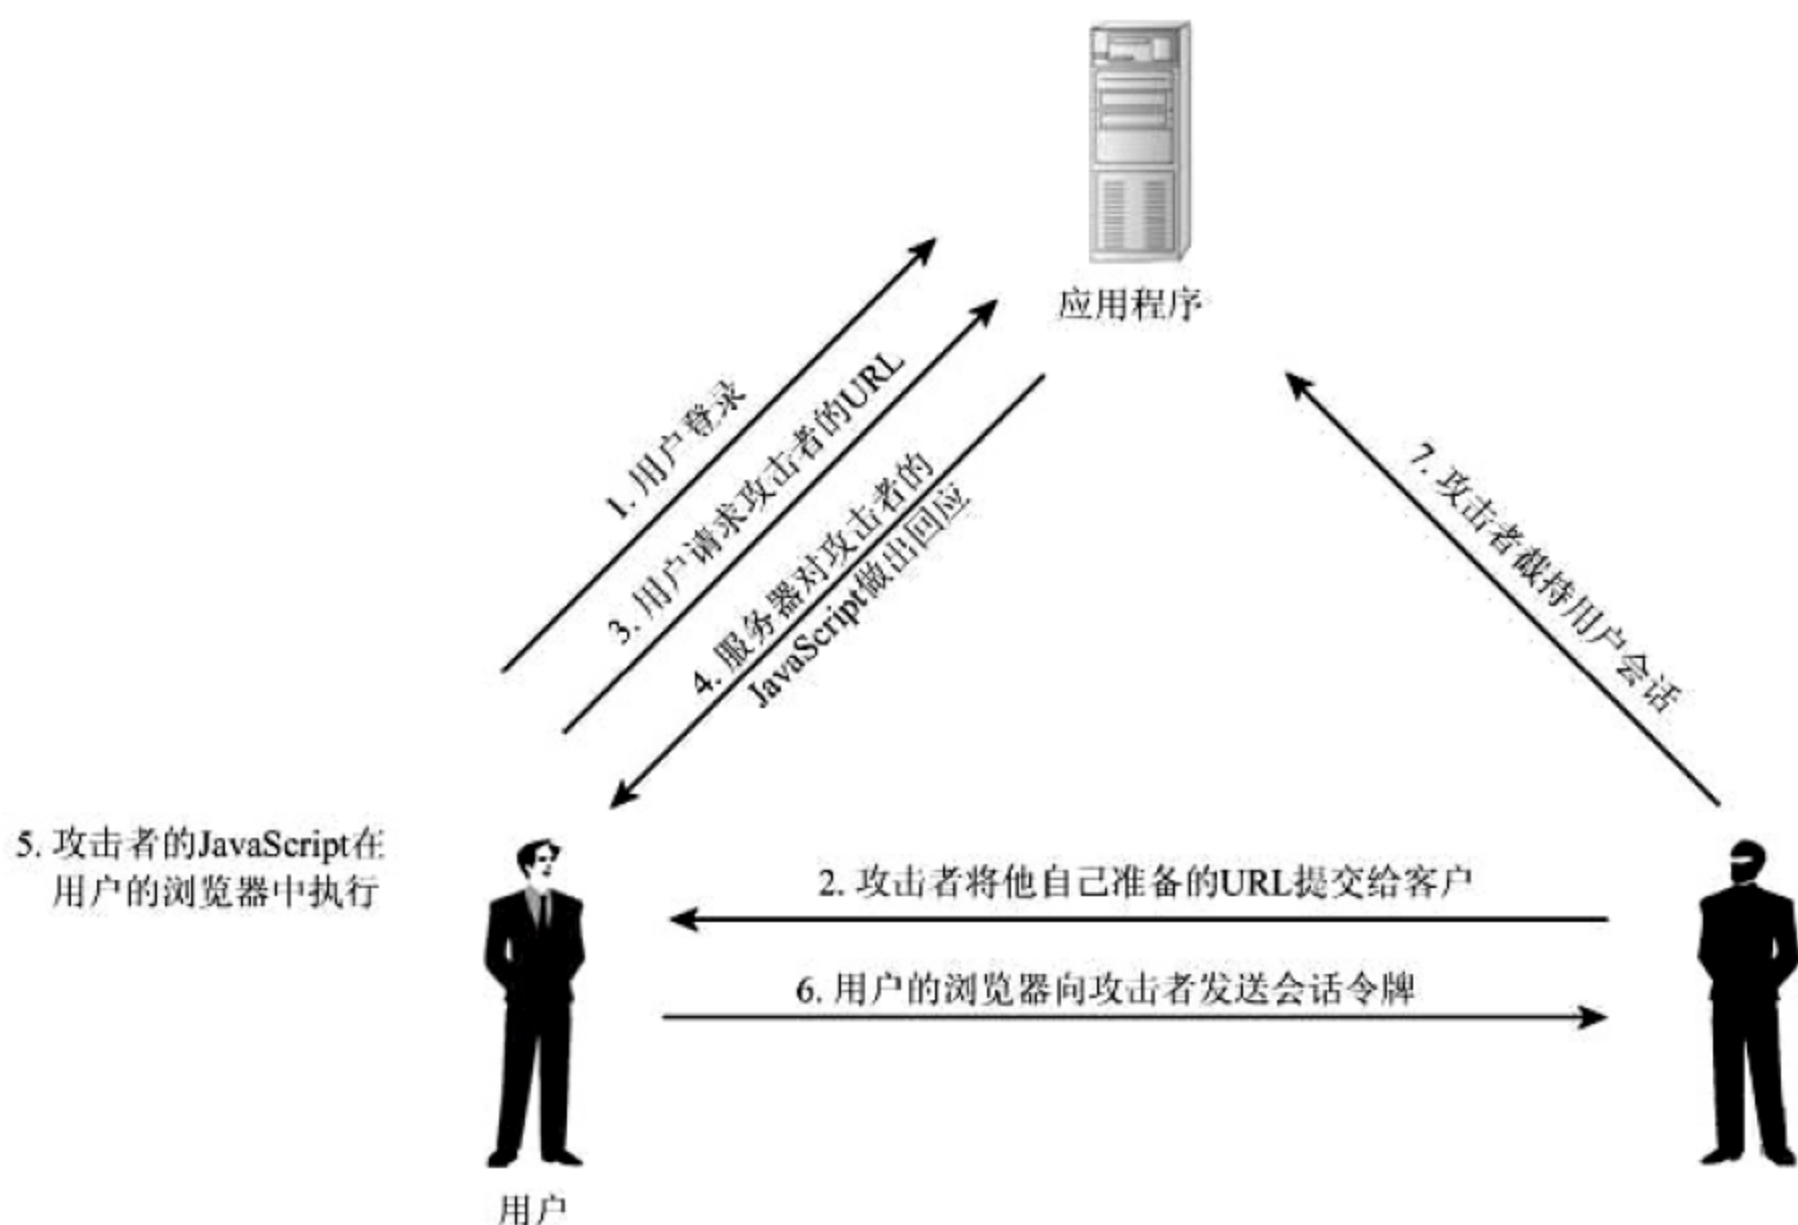 应用程序
1. 用户登录
3. 用户请求攻击者的URL
4. 服务器对攻击者的
JavaScript做出回应
7. 攻击者截持用户会话
5. 攻击者的JavaScript在
用户的浏览器中执行
2. 攻击者将他自己准备的URL提交给客户
6. 用户的浏览器向攻击者发送会话令牌
用户